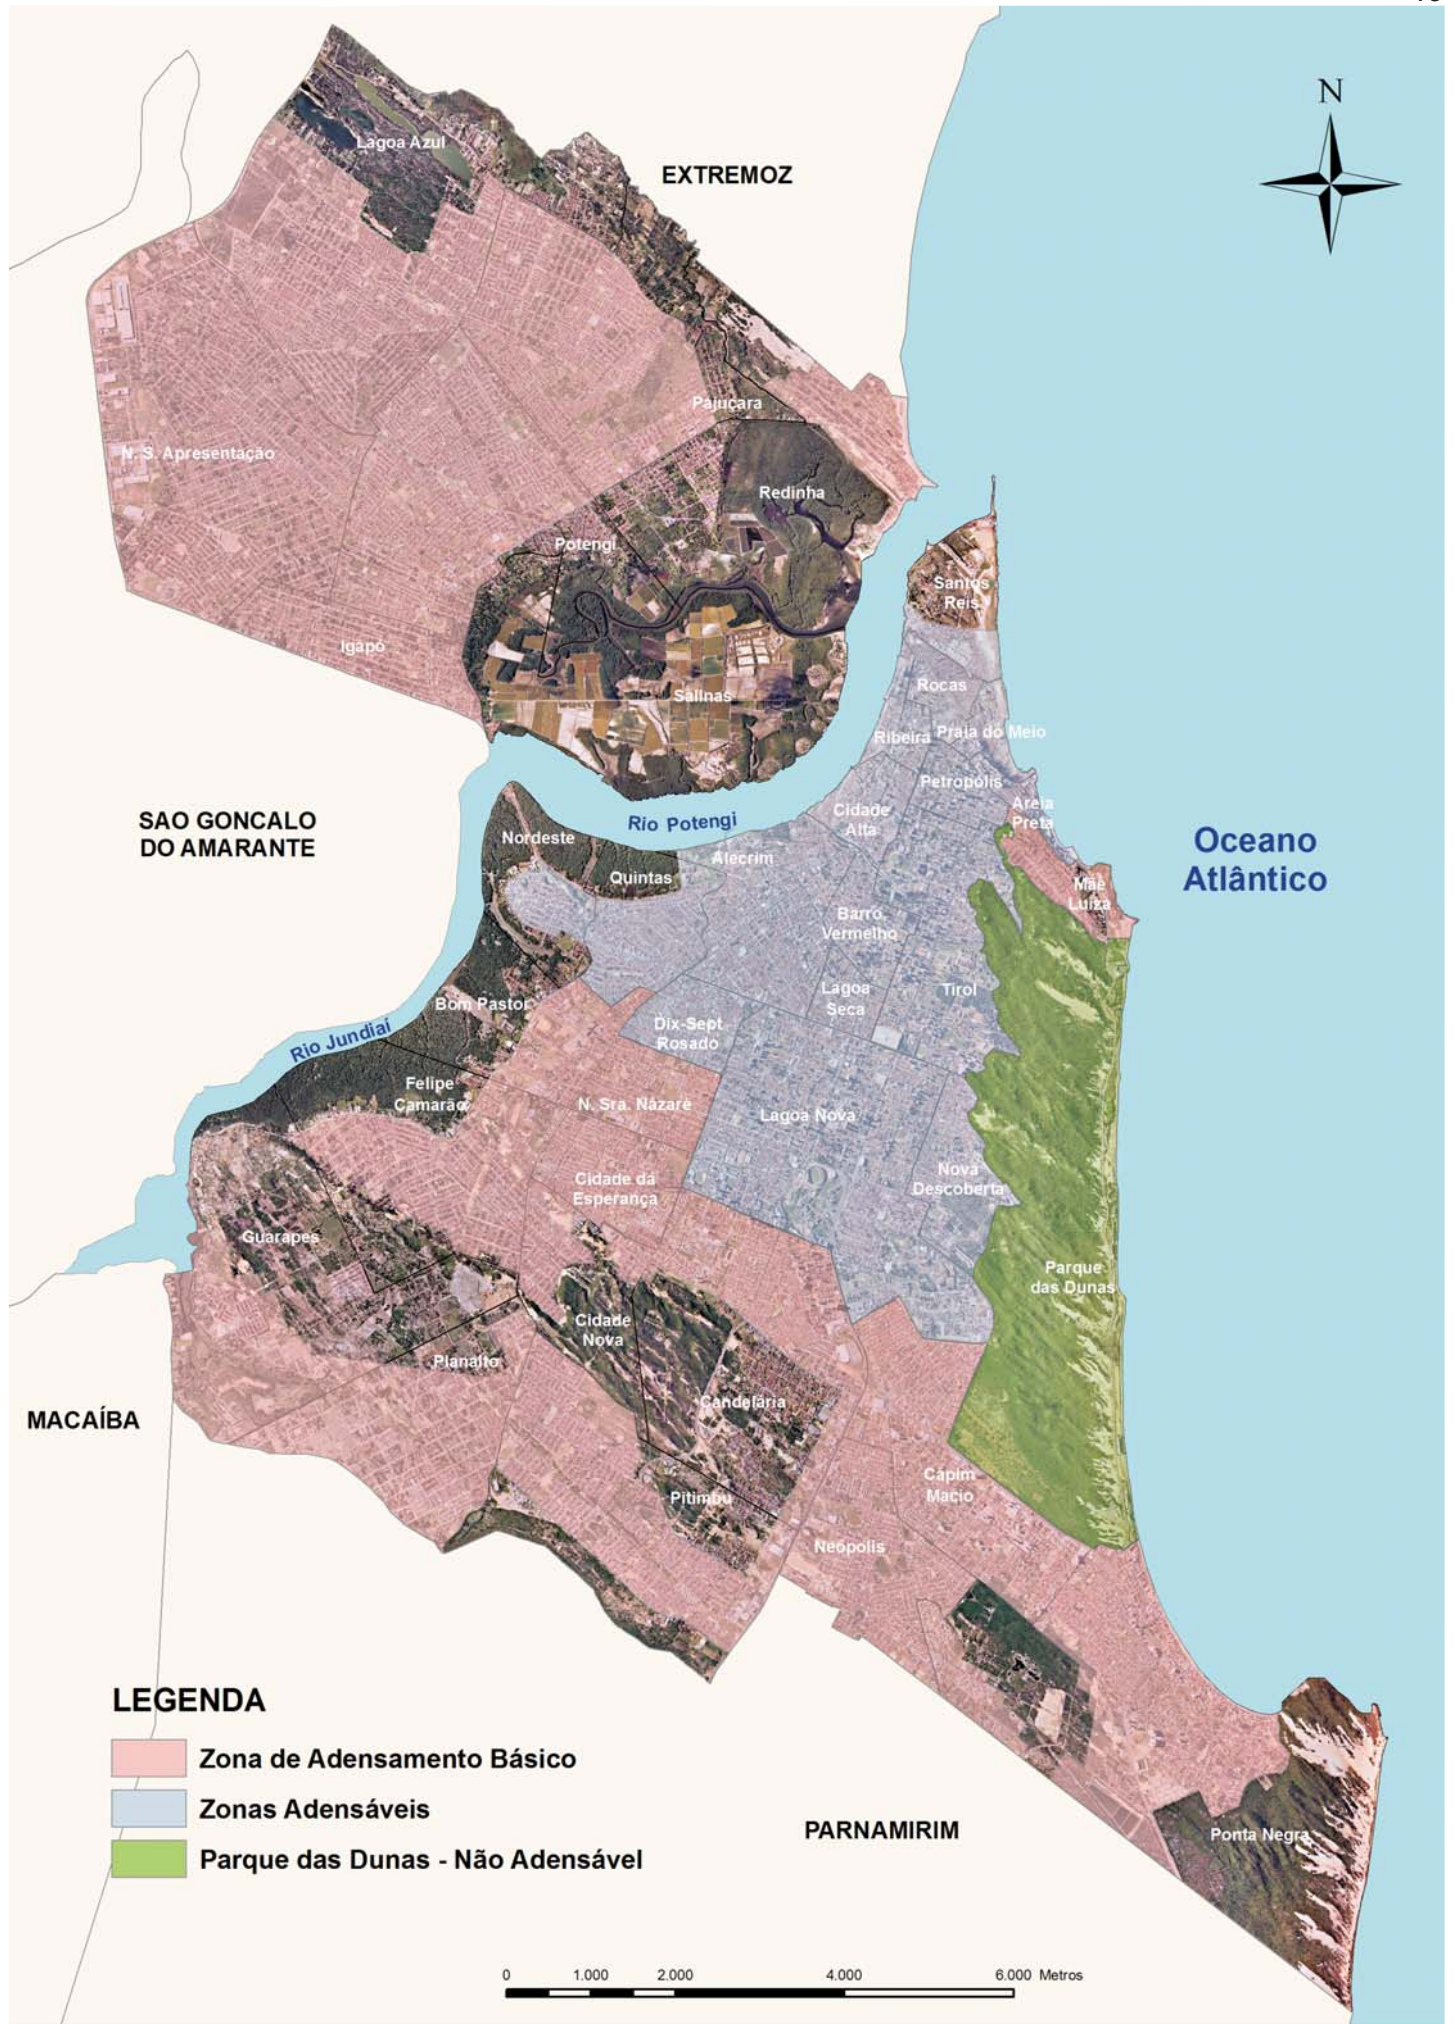 N
Lagoa Azul
EXTREMOZ
Pajuçara
N. S. Apresentação
Redinha
Potengi
Santos
Reis
Igapó
Salinas
Rocas
Ribeira
Praia do Meio
Petropólis
Areia
Preta
Cidade
Alta
SAO GONCALO
DO AMARANTE
Rio Potengi
Nordeste
Alecrim
Quintas
Oceano
Atlântico
Mãe
Luiza
Barro
Vermelho
Lagoa
Seca
Tirol
Bom Pastor
Dix-Sept
Rosado
Rio Jundiaí
Felipe
Camarão
N. Sra. Nazaré
Lagoa Nova
Cidade da
Esperança
Nova
Descoberta
Guarapes
Parque
das Dunas
Cidade
Nova
Planalto
Candelária
MACAÍBA
Capim
Macio
Pitimbu
Neópolis
LEGENDA
Zona de Adensamento Básico
Zonas Adensáveis
Parque das Dunas - Não Adensável
PARNAMIRIM
Ponta Negra
0 1.000 2.000 4.000 6.000 Metros